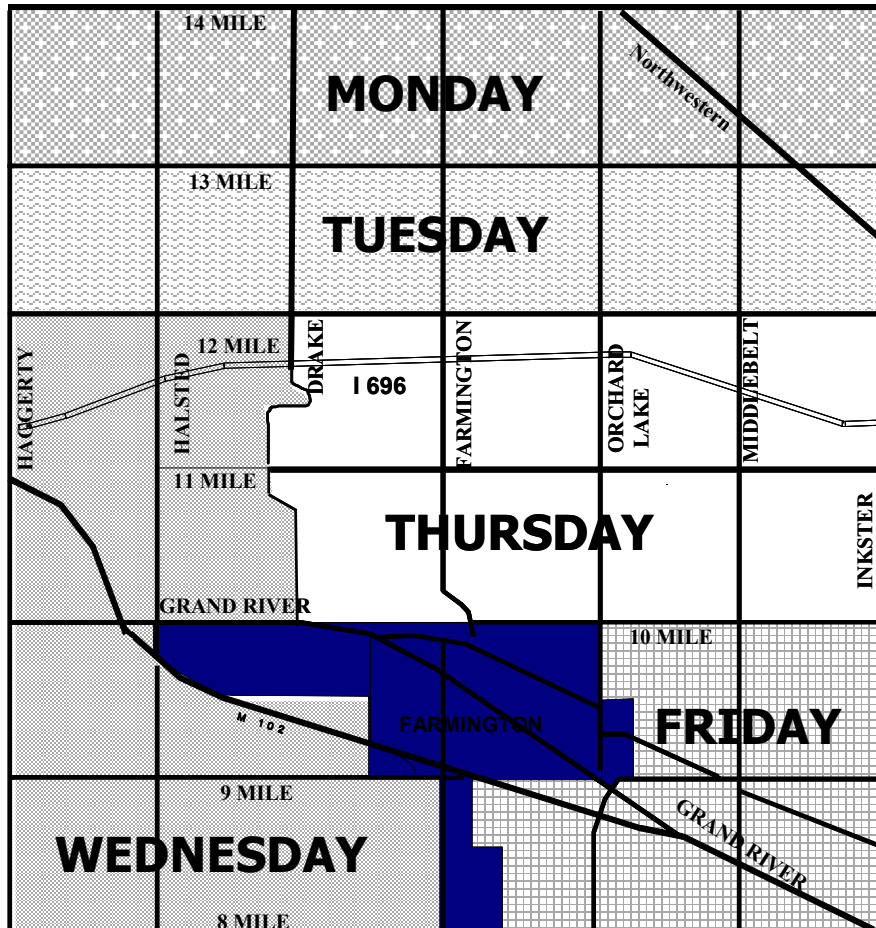 14 MILE
MONDAY
Northwestern
13 MILE
TUESDAY
12 MILE
HAGGERTY
HALSTED
DRAKE
FARMINGTON
ORCHARD
LAKE
MIDDLEBELT
I 696
11 MILE
THURSDAY
INKSTER
GRAND RIVER
10 MILE
M 102
FARMINGTON
FRIDAY
9 MILE
GRAND RIVER
WEDNESDAY
8 MILE